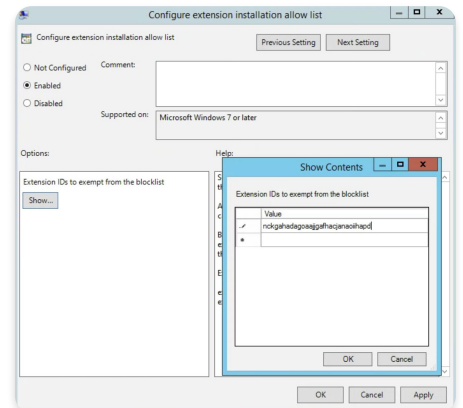 Configure extension installation allow list
Configure extension installation allow list
Previous Setting
Next Setting
Not Configured
Comment:
Enabled
Disabled
Supported on:
Microsoft Windows 7 or later
Options:
Help:
Extension IDs to exempt from the blocklist
Show...
Show Contents
Extension IDs to exempt from the blocklist
Value
nckgahadagoaajjgafhacjanaoiihapd
OK
Cancel
OK
Cancel
Apply